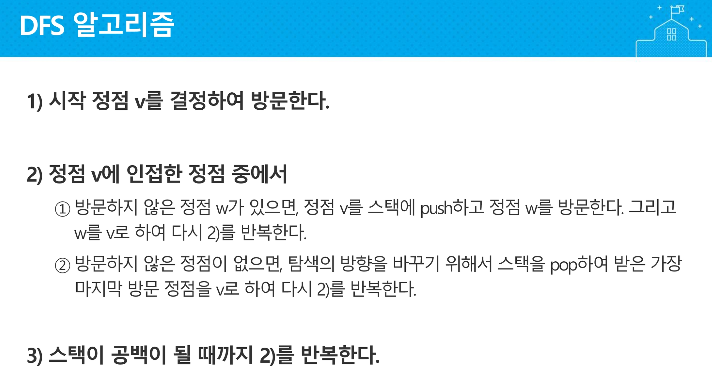 DFS 알고리즘
1) 시작 정점 v를 결정하여 방문한다.
2) 정점 v에 인접한 정점 중에서
① 방문하지 않은 정점 w가 있으면, 정점 v를 스택에 push하고 정점 w를 방문한다. 그리고
w를 v로 하여 다시 2)를 반복한다.
② 방문하지 않은 정점이 없으면, 탐색의 방향을 바꾸기 위해서 스택을 pop하여 받은 가장
마지막 방문 정점을 v로 하여 다시 2)를 반복한다.
3) 스택이 공백이 될 때까지 2)를 반복한다.